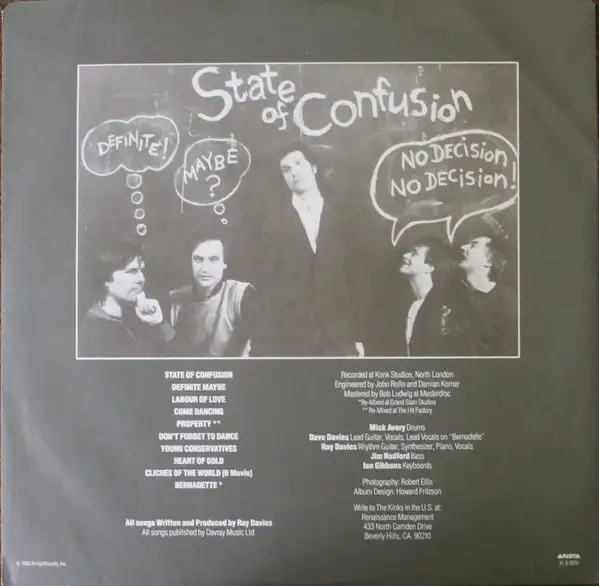 State
of Confusion
DEFINITE!
MAYBE
?
NO DECISION
NO DECISION!
STATE OF CONFUSION
DEFINITE MAYBE
LABOUR OF LOVE
COME DANCING
PROPERTY **
DON'T FORGET TO DANCE
YOUNG CONSERVATIVES
HEART OF GOLD
CLICHES OF THE WORLD (B Movie)
BERNADETTE *
All songs Written and Produced by Ray Davies
All songs published by Davray Music Ltd.
Recorded at Konk Studios, North London
Engineered by John Rollo and Damian Korner
Mastered by Bob Ludwig at Masterdisc
*Re-Mixed at Grand Slam Studios
** Re-Mixed at The Hit Factory
Mick Avory Drums
Dave Davies Lead Guitar, Vocals, Lead Vocals on "Bernadette"
Ray Davies Rhythm Guitar, Synthesizer, Piano, Vocals
Jim Rodford Bass
Ian Gibbons Keyboards
Photography: Robert Ellis
Album Design: Howard Fritzson
Write to The Kinks in the U.S. at:
Renaissance Management
433 North Camden Drive
Beverly Hills, CA. 90210
© 1983 Arista Records, Inc.
ARISTA